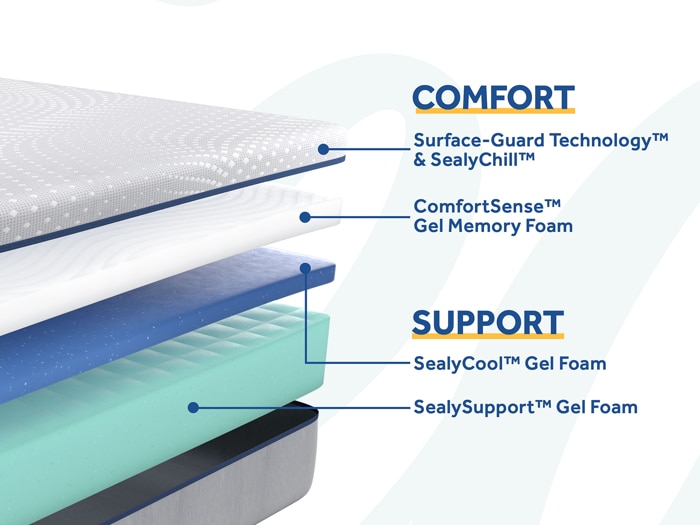 COMFORT
Surface-Guard Technology™
& SealyChill™
ComfortSense™
Gel Memory Foam
SUPPORT
SealyCool™ Gel Foam
SealySupport™ Gel Foam